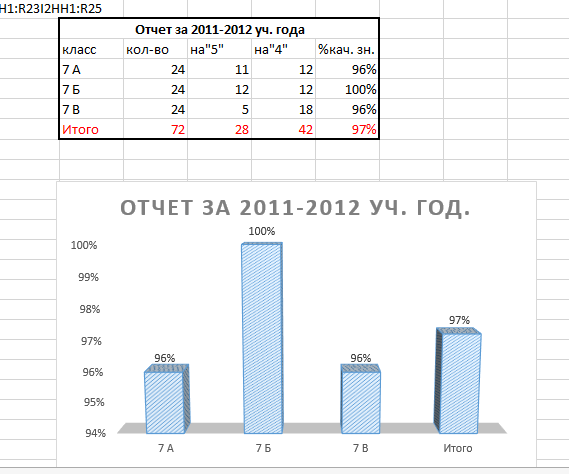 H1:R23I2HH1:R25
Отчет за 2011-2012 уч. года
класс кол-во на"5" на"4" %кач. зн.
7 А 24 11 12 96%
7 Б 24 12 12 100%
7 В 24 5 18 96%
Итого 72 28 42 97%
ОТЧЕТ ЗА 2011-2012 УЧ. ГОД.
100%
100%
99%
98%
97%
97%
96%
96%
96%
95%
94%
7 А 7 Б 7 В Итого